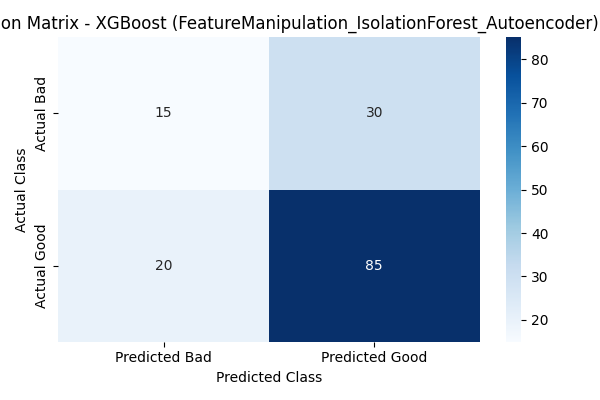 on Matrix - XGBoost (FeatureManipulation_IsolationForest_Autoencoder)
Actual Class
Actual Bad
15
30
Actual Good
20
85
Predicted Bad
Predicted Good
Predicted Class
80
70
60
50
40
30
20